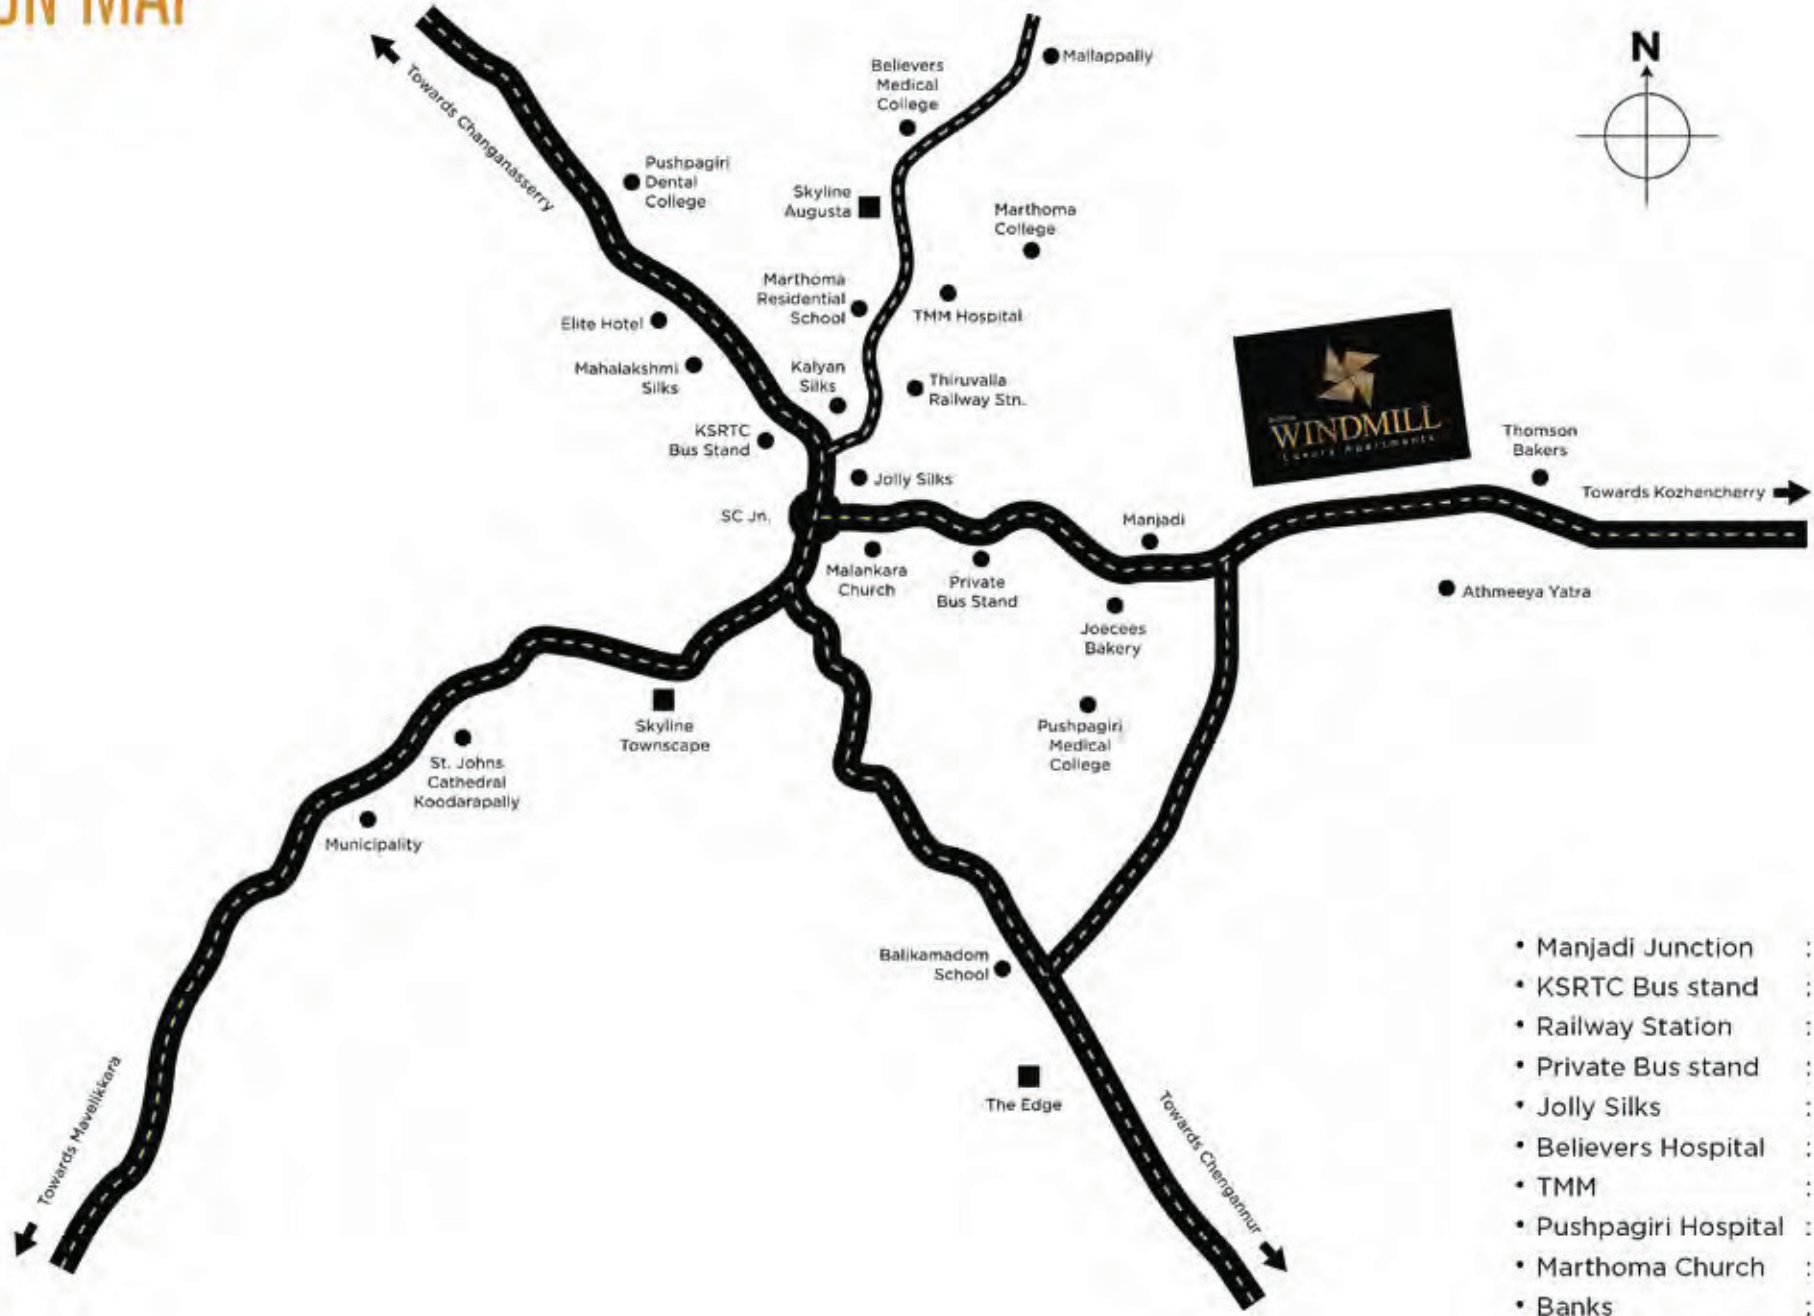 ON MAP
N
Towards Changanasserry
Mallappally
Believers
Medical
College
Pushpagiri
Dental
College
Skyline
Augusta
Marthoma
College
Marthoma
Residential
School
TMM Hospital
Elite Hotel
Mahalakshmi
Silks
Kalyan
Silks
Thiruvalla
Railway Stn.
KSRTC
Bus Stand
WINDMILL
Luxury Apartments
Thomson
Bakers
Jolly Silks
Towards Kozhencherry
SC Jn.
Manjadi
Malankara
Church
Private
Bus Stand
Athmeeya Yatra
Joecees
Bakery
Skyline
Townscape
Pushpagiri
Medical
College
St. Johns
Cathedral
Koodarapally
Municipality
Balikamadom
School
The Edge
Towards Mavelikkara
Towards Chengannur
• Manjadi Junction :
• KSRTC Bus stand :
• Railway Station :
• Private Bus stand :
• Jolly Silks :
• Believers Hospital :
• TMM :
• Pushpagiri Hospital :
• Marthoma Church :
• Banks :